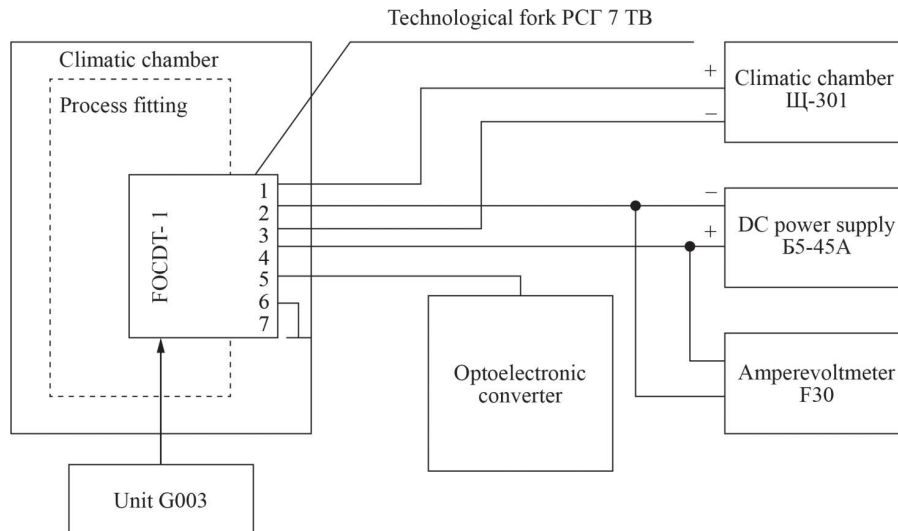 Technological fork РСГ 7 ТВ
Climatic chamber
Process fitting
FOCDT- 1
1
2
3
4
5
6
7
+
Climatic chamber
Щ-301
−
−
DC power supply
Б5-45А
+
Optoelectronic
converter
Amperevoltmeter
F30
Unit G003